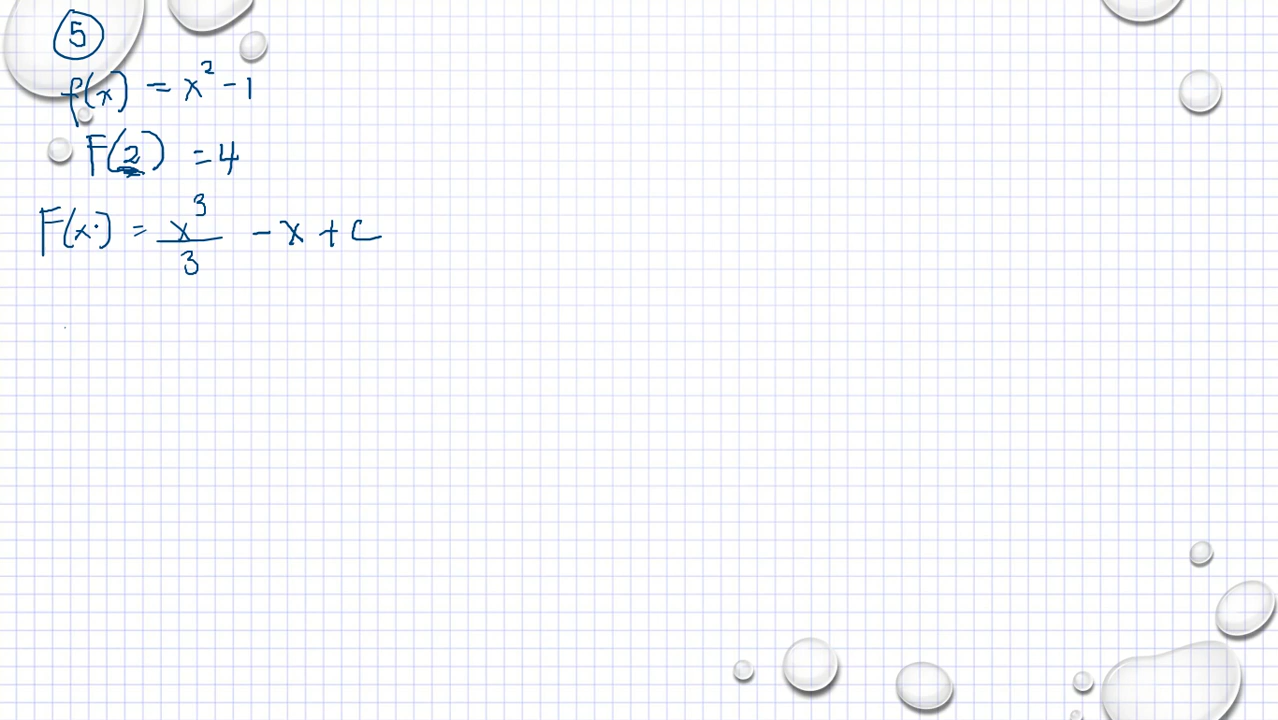 5
f(x) = x² - 1
F(2) = 4
F(x) = x³/3 - x + C